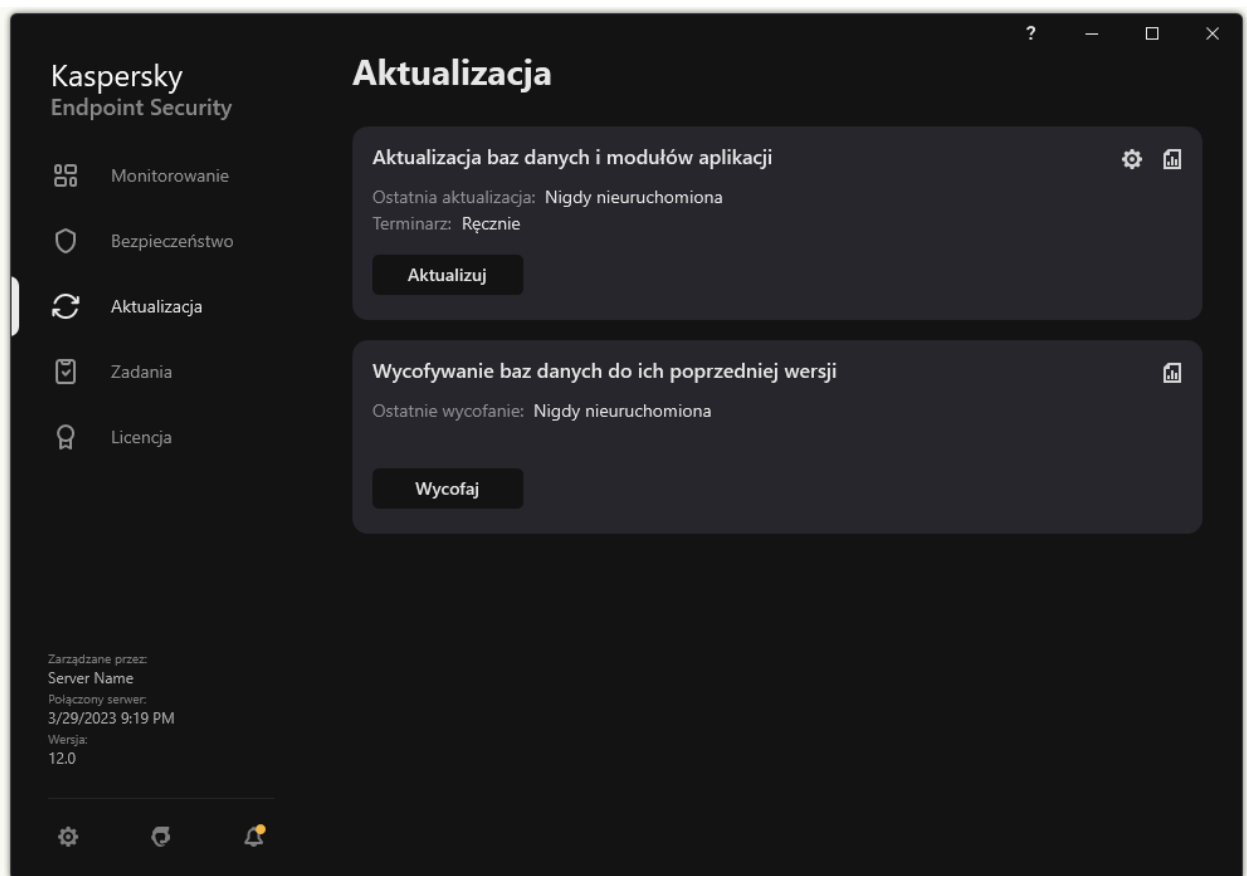 ?
Kaspersky
Endpoint Security
Monitorowanie
Bezpieczeństwo
Aktualizacja
Zadania
Licencja
Zarządzane przez:
Server Name
Połączony serwer:
3/29/2023 9:19 PM
Wersja:
12.0
Aktualizacja
Aktualizacja baz danych i modułów aplikacji
Ostatnia aktualizacja: Nigdy nieuruchomiona
Terminarz: Ręcznie
Aktualizuj
Wycofywanie baz danych do ich poprzedniej wersji
Ostatnie wycofanie: Nigdy nieuruchomiona
Wycofaj